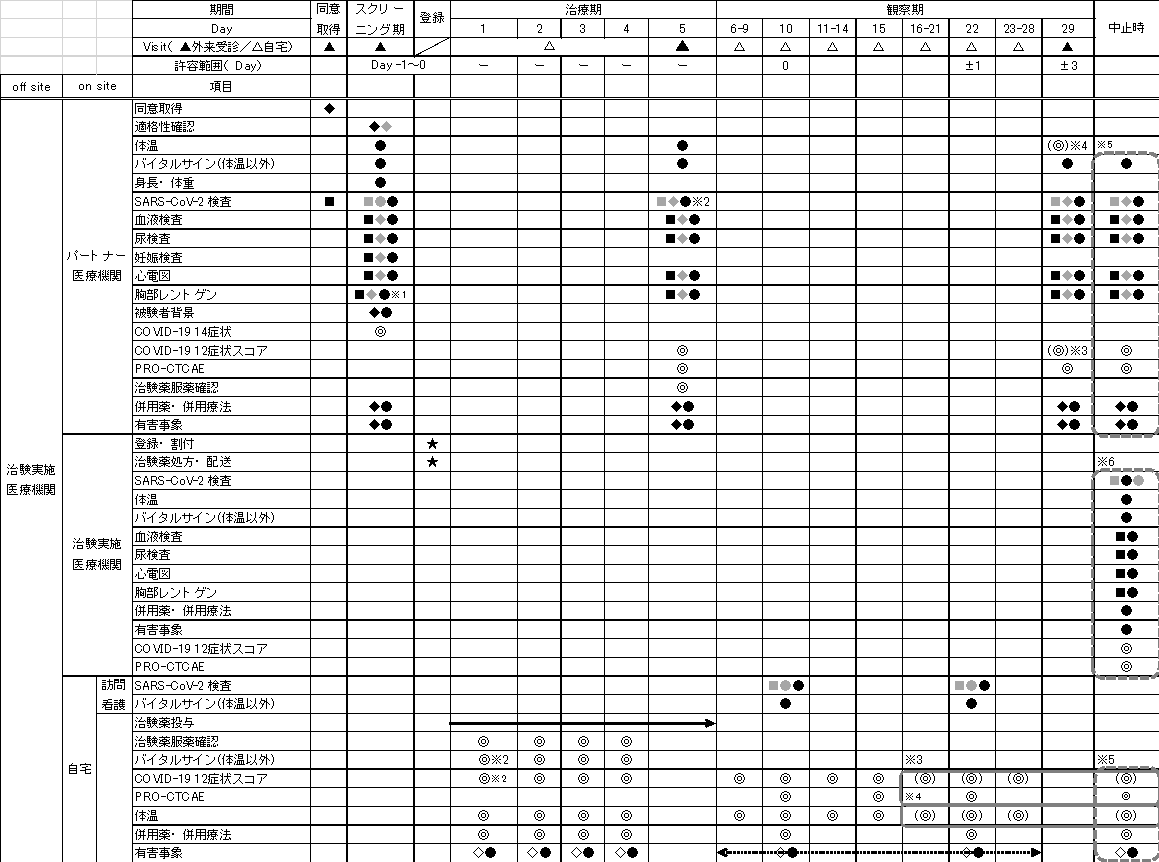 期間 同意 スクリー 登録 治療期 観察期 中止時
Day 取得 ニング期 1 2 3 4 5 6-9 10 11-14 15 16-21 22 23-28 29
Visit( ▲外来受診／△自宅) ▲ ▲ △ ▲ △ △ △ △ △ △ △ ▲
許容範囲( Day) Day -1～0 － － － － － 0 ±1 ±3
off site on site 項目
治験実施
医療機関
パートナー
医療機関
同意取得 ◆
適格性確認 ◆◆
体温 ● ● (◎)※4 ※5
バイタルサイン(体温以外) ● ● ● ●
身長・体重 ●
SARS-CoV-2 検査 ■ ■●● ■◆●※2 ■◆● ■◆●
血液検査 ■◆● ■◆● ■◆● ■◆●
尿検査 ■◆● ■◆● ■◆● ■◆●
妊娠検査 ■◆●
心電図 ■◆● ■◆● ■◆● ■◆●
胸部レントゲン ■◆●※1 ■◆● ■◆● ■◆●
被験者背景 ◆●
COVID-19 14症状 ◎
COVID-19 12症状スコア ◎ (◎)※3 ◎
PRO-CTCAE ◎ ◎ ◎
治験薬服薬確認 ◎
併用薬・併用療法 ◆● ◆● ◆● ◆●
有害事象 ◆● ◆● ◆● ◆●
治験実施
医療機関
登録・割付 ★
治験薬処方・配送 ★ ※6
SARS-CoV-2 検査 ■●●
体温 ●
バイタルサイン(体温以外) ●
血液検査 ■●
尿検査 ■●
心電図 ■●
胸部レントゲン ■●
併用薬・併用療法 ●
有害事象 ●
COVID-19 12症状スコア ◎
PRO-CTCAE ◎
自宅
訪問
看護
SARS-CoV-2 検査 ■●● ■●●
バイタルサイン(体温以外) ● ●
治験薬投与
治験薬服薬確認 ◎ ◎ ◎ ◎
バイタルサイン(体温以外) ◎※2 ◎ ◎ ◎ ※3 ※5
COVID-19 12症状スコア ◎※2 ◎ ◎ ◎ ◎ ◎ ◎ ◎ (◎) (◎) (◎) (◎)
PRO-CTCAE ◎ ◎ ※4 ◎ ◎
体温 ◎ ◎ ◎ ◎ ◎ ◎ ◎ ◎ (◎) (◎) (◎) (◎)
併用薬・併用療法 ◎ ◎ ◎ ◎ ◎ ◎ ◎
有害事象 ◇● ◇● ◇● ◇● ◇● ◇● ◇●